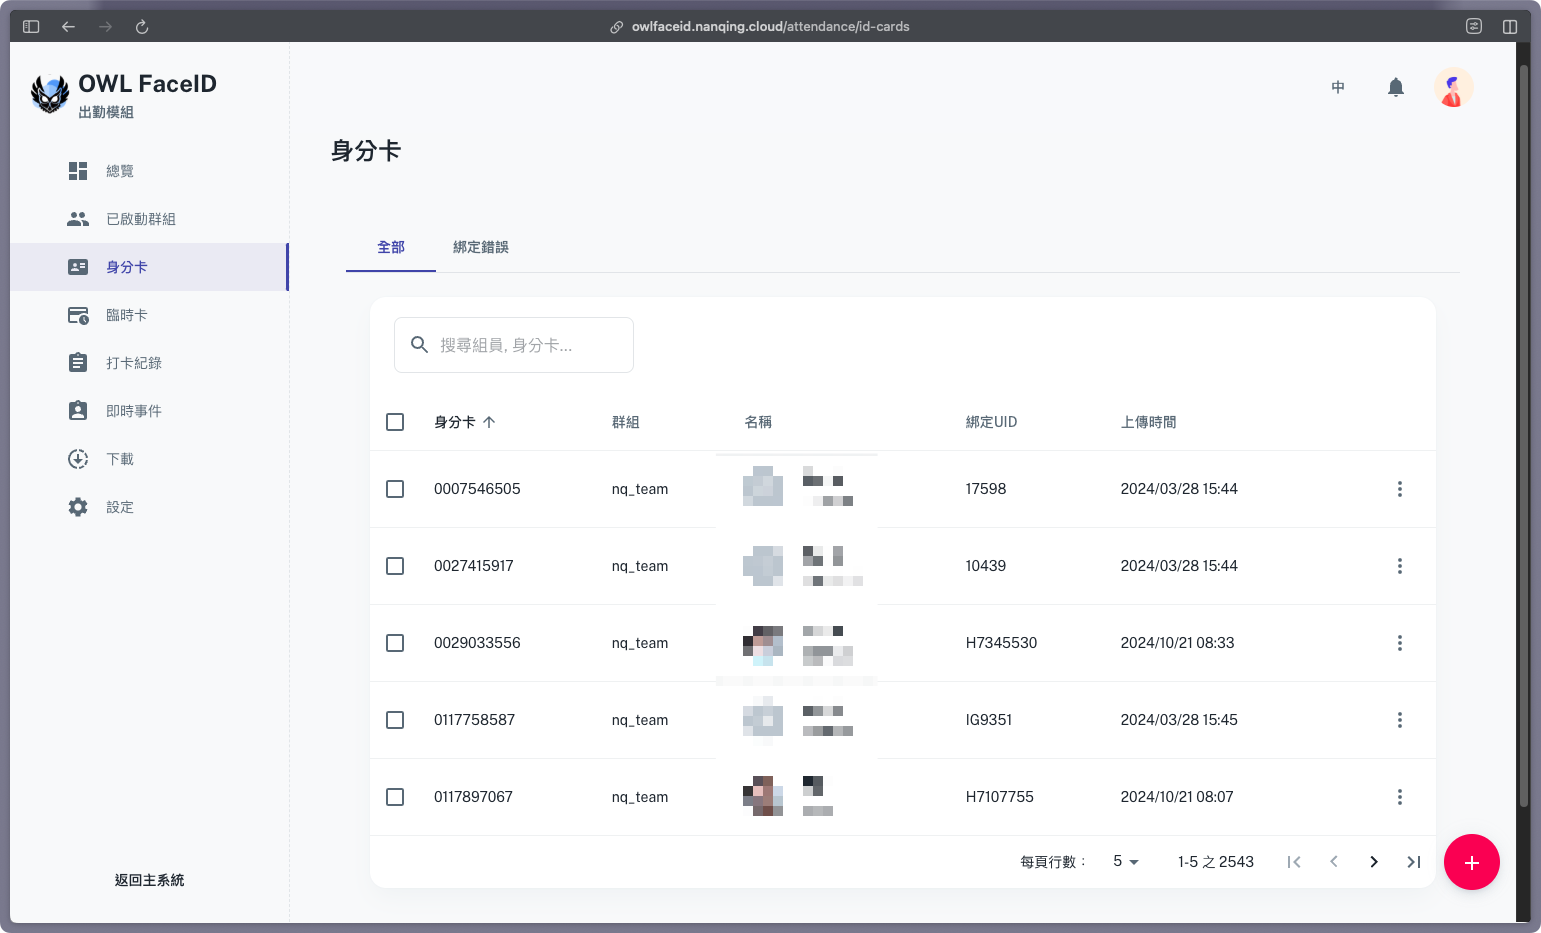 owlfaceid.nanqing.cloud/attendance/id-cards
OWL FaceID
出勤模組
總覽
已啟動群組
身分卡
臨時卡
打卡紀錄
即時事件
下載
設定
返回主系統
中
身分卡
全部 綁定錯誤
搜尋組員, 身分卡...
身分卡 群組 名稱 綁定UID 上傳時間
0007546505 nq_team 17598 2024/03/28 15:44
0027415917 nq_team 10439 2024/03/28 15:44
0029033556 nq_team H7345530 2024/10/21 08:33
0117758587 nq_team IG9351 2024/03/28 15:45
0117897067 nq_team H7107755 2024/10/21 08:07
每頁行數： 5 1-5 之 2543